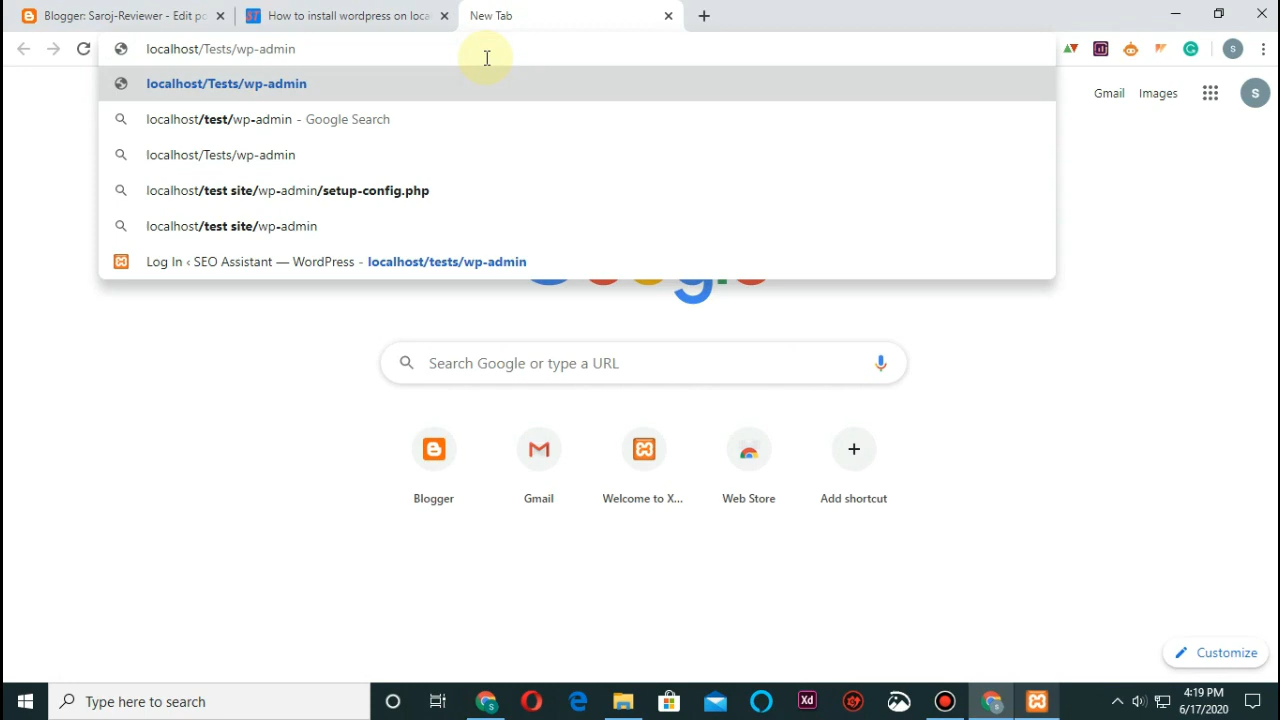 Blogger: Saroj-Reviewer - Edit po
How to install wordpress on loca
New Tab
localhost/Tests/wp-admin
S
localhost/Tests/wp-admin
localhost/test/wp-admin - Google Search
localhost/Tests/wp-admin
localhost/test site/wp-admin/setup-config.php
localhost/test site/wp-admin
Log In ‹ SEO Assistant — WordPress - localhost/tests/wp-admin
Gmail Images
S
Search Google or type a URL
Blogger
Gmail
Welcome to X...
Web Store
Add shortcut
Customize
Type here to search
Xd
4:19 PM
6/17/2020